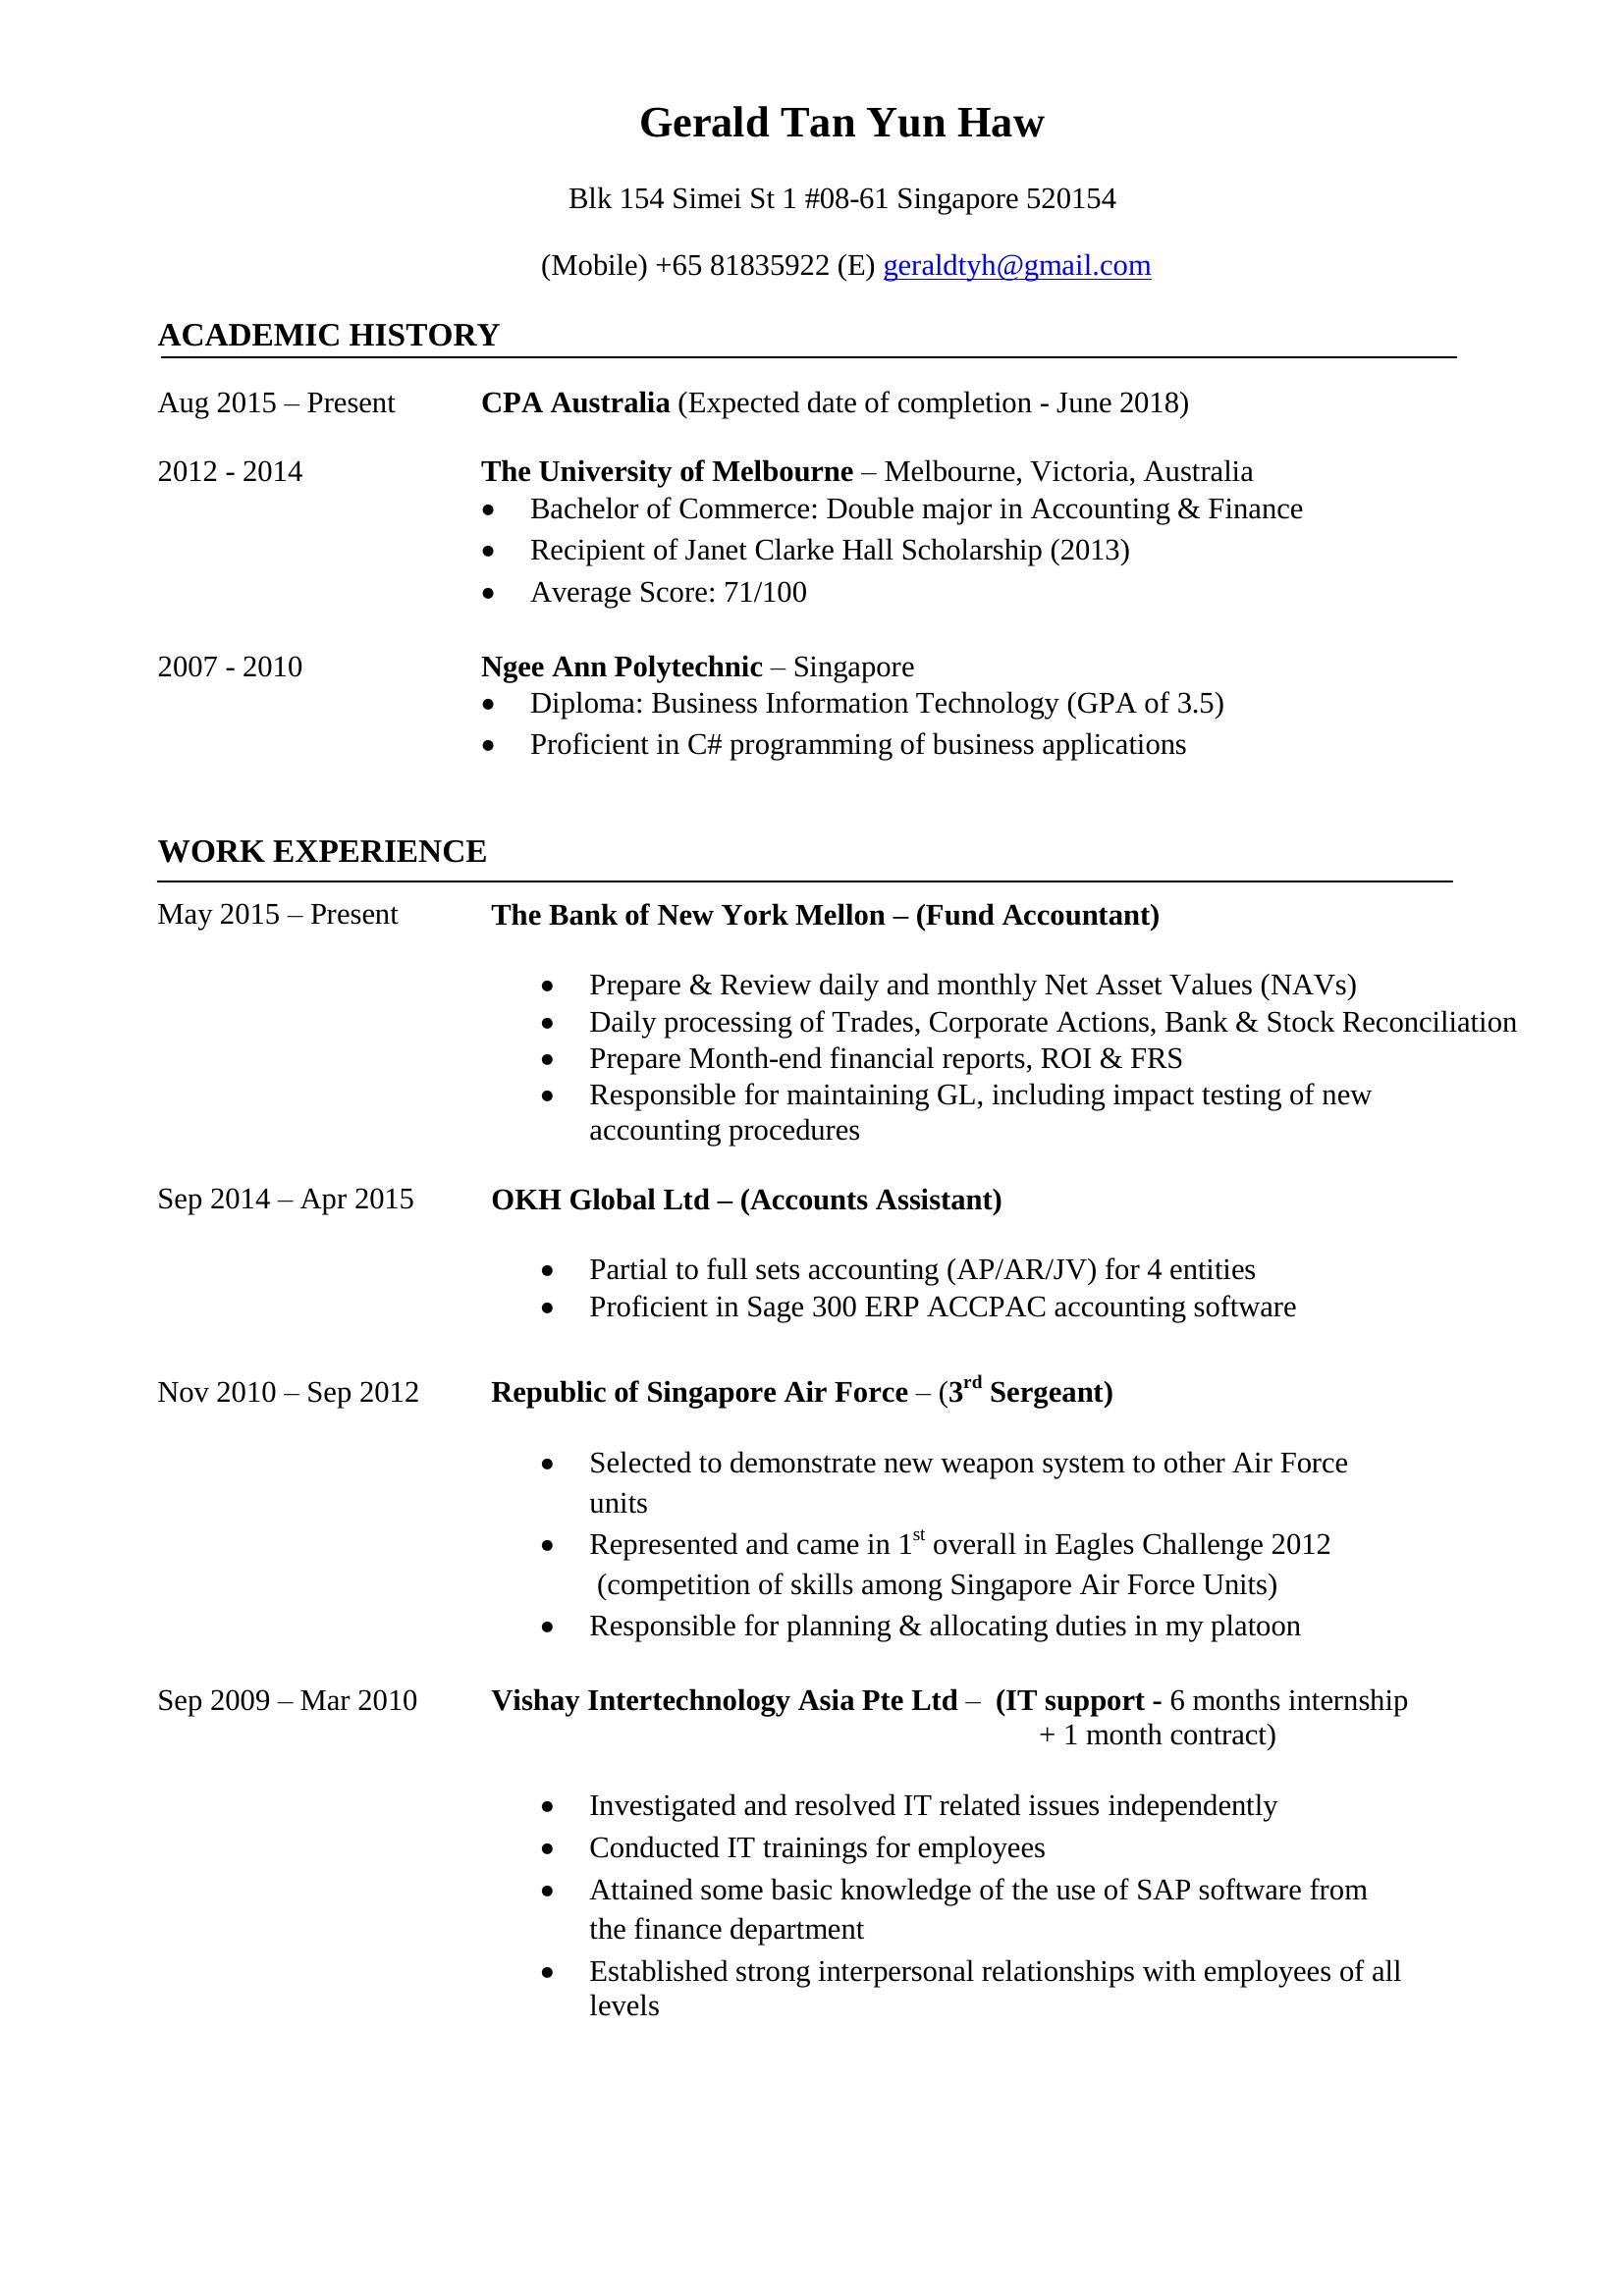 Gerald Tan Yun Haw
Blk 154 Simei St 1 #08-61 Singapore 520154
(Mobile) +65 81835922 (E) geraldtyh@gmail.com
ACADEMIC HISTORY
Aug 2015 – Present CPA Australia (Expected date of completion - June 2018)
2012 - 2014 The University of Melbourne – Melbourne, Victoria, Australia
• Bachelor of Commerce: Double major in Accounting & Finance
• Recipient of Janet Clarke Hall Scholarship (2013)
• Average Score: 71/100
2007 - 2010 Ngee Ann Polytechnic – Singapore
• Diploma: Business Information Technology (GPA of 3.5)
• Proficient in C# programming of business applications
WORK EXPERIENCE
May 2015 – Present The Bank of New York Mellon – (Fund Accountant)
• Prepare & Review daily and monthly Net Asset Values (NAVs)
• Daily processing of Trades, Corporate Actions, Bank & Stock Reconciliation
• Prepare Month-end financial reports, ROI & FRS
• Responsible for maintaining GL, including impact testing of new
accounting procedures
Sep 2014 – Apr 2015 OKH Global Ltd – (Accounts Assistant)
• Partial to full sets accounting (AP/AR/JV) for 4 entities
• Proficient in Sage 300 ERP ACCPAC accounting software
Nov 2010 – Sep 2012 Republic of Singapore Air Force – (3rd Sergeant)
• Selected to demonstrate new weapon system to other Air Force
units
• Represented and came in 1st overall in Eagles Challenge 2012
(competition of skills among Singapore Air Force Units)
• Responsible for planning & allocating duties in my platoon
Sep 2009 – Mar 2010 Vishay Intertechnology Asia Pte Ltd – (IT support - 6 months internship
+ 1 month contract)
• Investigated and resolved IT related issues independently
• Conducted IT trainings for employees
• Attained some basic knowledge of the use of SAP software from
the finance department
• Established strong interpersonal relationships with employees of all
levels